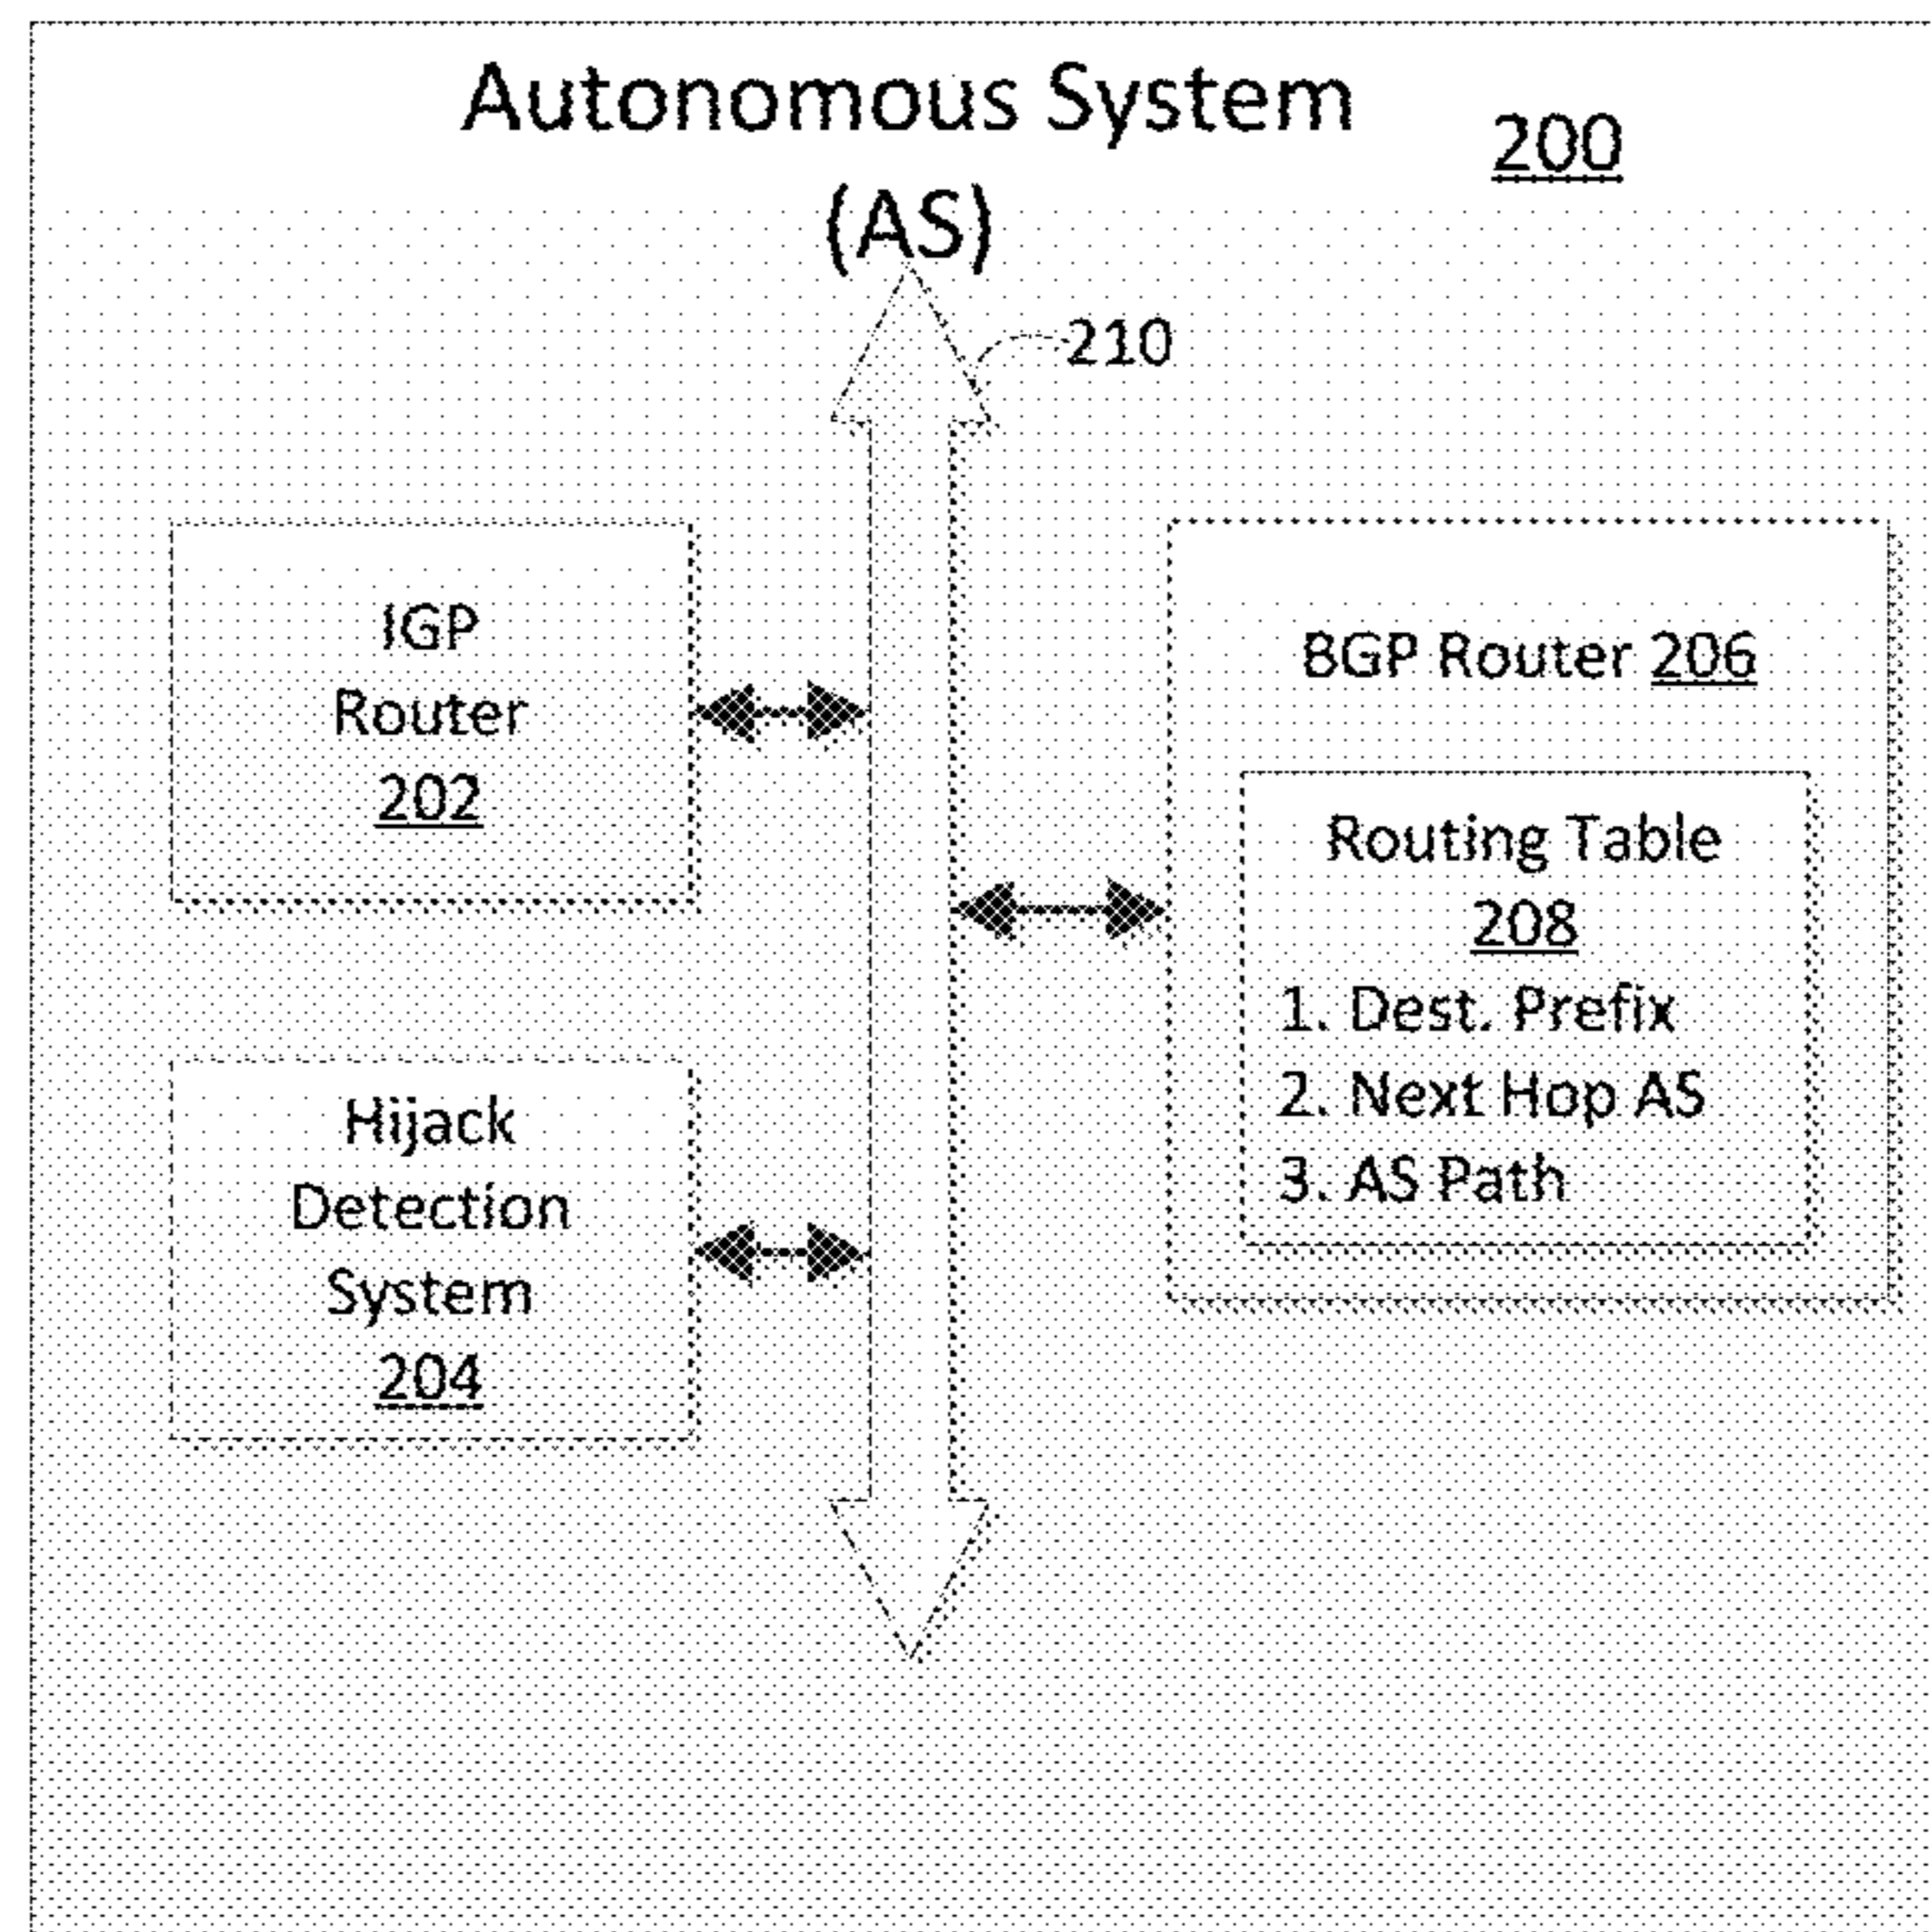 Autonomous System
(AS)
200
210
IGP
Router
202
Hijack
Detection
System
204
BGP Router 206
Routing Table
208
1. Dest. Prefix
2. Next Hop AS
3. AS Path